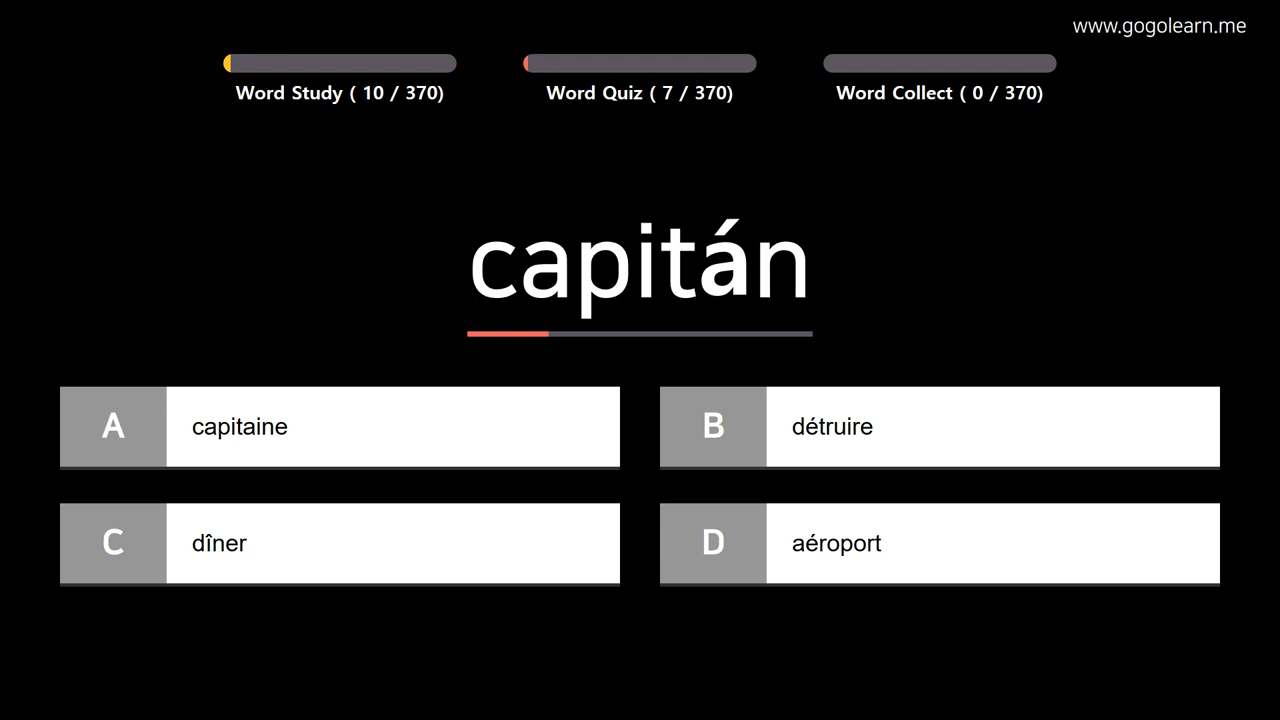 www.gogolearn.me
Word Study ( 10 / 370)
Word Quiz ( 7 / 370)
Word Collect ( 0 / 370)
capitán
A capitaine
B détruire
C dîner
D aéroport